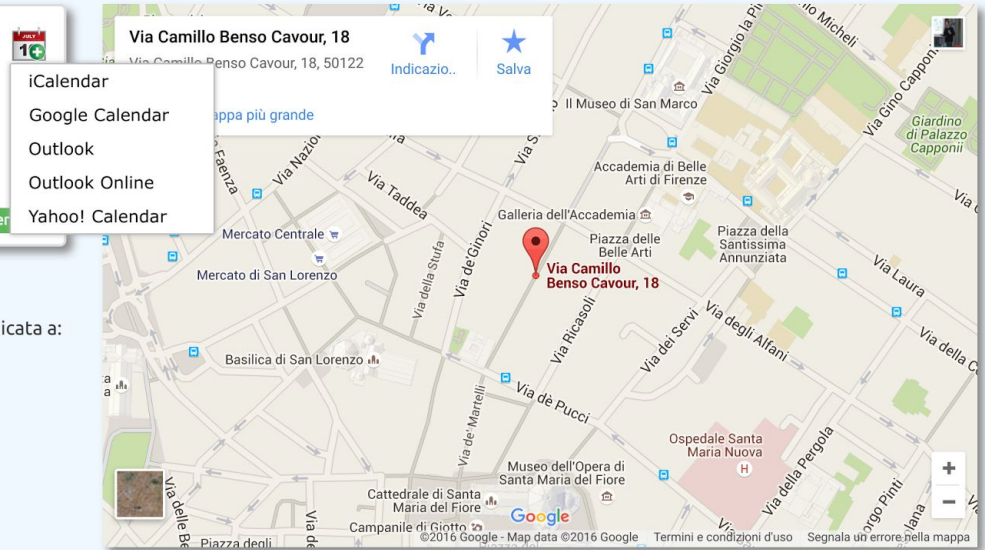 JULY
1
iCalendar
Google Calendar
Outlook
Outlook Online
Yahoo! Calendar
icata a:
Via Camillo Benso Cavour, 18
Via Camillo Benso Cavour, 18, 50122
appa più grande
Indicazio..
Salva
Il Museo di San Marco
Via Giorgio la
Micheli
Via Gino Capponi
Giardino
di Palazzo
Capponii
Faenza
Via Nazio
Via Taddea
Accademia di Belle
Arti di Firenze
Galleria dell'Accademia
Mercato Centrale
Mercato di San Lorenzo
Via della Stufa
Via de'Ginori
Piazza delle
Belle Arti
Piazza della
Santissima
Annunziata
Via Camillo
Benso Cavour, 18
Via Laura
Via Ricasoli
Via dei Servi
Via degli Alfani
Via della
Basilica di San Lorenzo
Via dè Pucci
Via de' Martelli
Ospedale Santa
Maria Nuova
H
Via della Pergola
Museo dell'Opera di
Santa Maria del Fiore
Cattedrale di Santa
Maria del Fiore
Campanile di Giotto
Via delle Be
Piazza degli
Pinti
+
−
Google
©2016 Google - Map data ©2016 Google
Termini e condizioni d'uso
Segnala un errore nella mappa